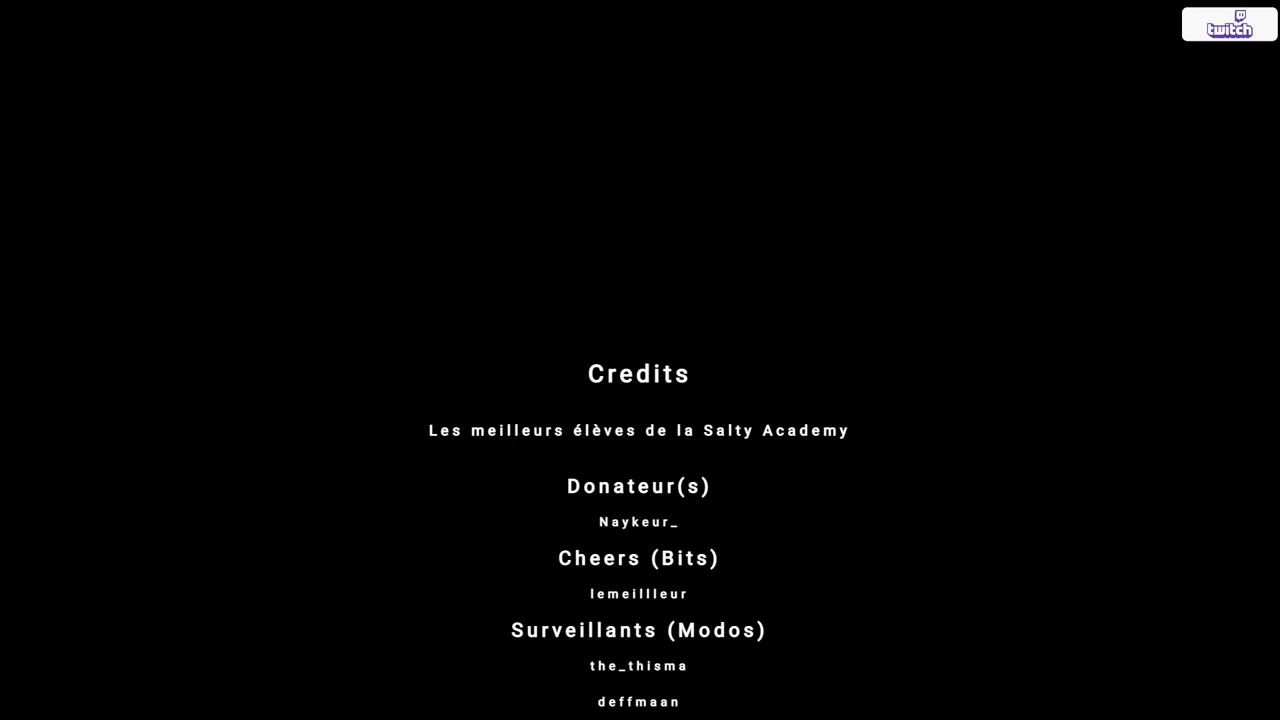 twitch
Credits
Les meilleurs élèves de la Salty Academy
Donateur(s)
Naykeur_
Cheers (Bits)
lemeillleur
Surveillants (Modos)
the_thisma
deffmaan